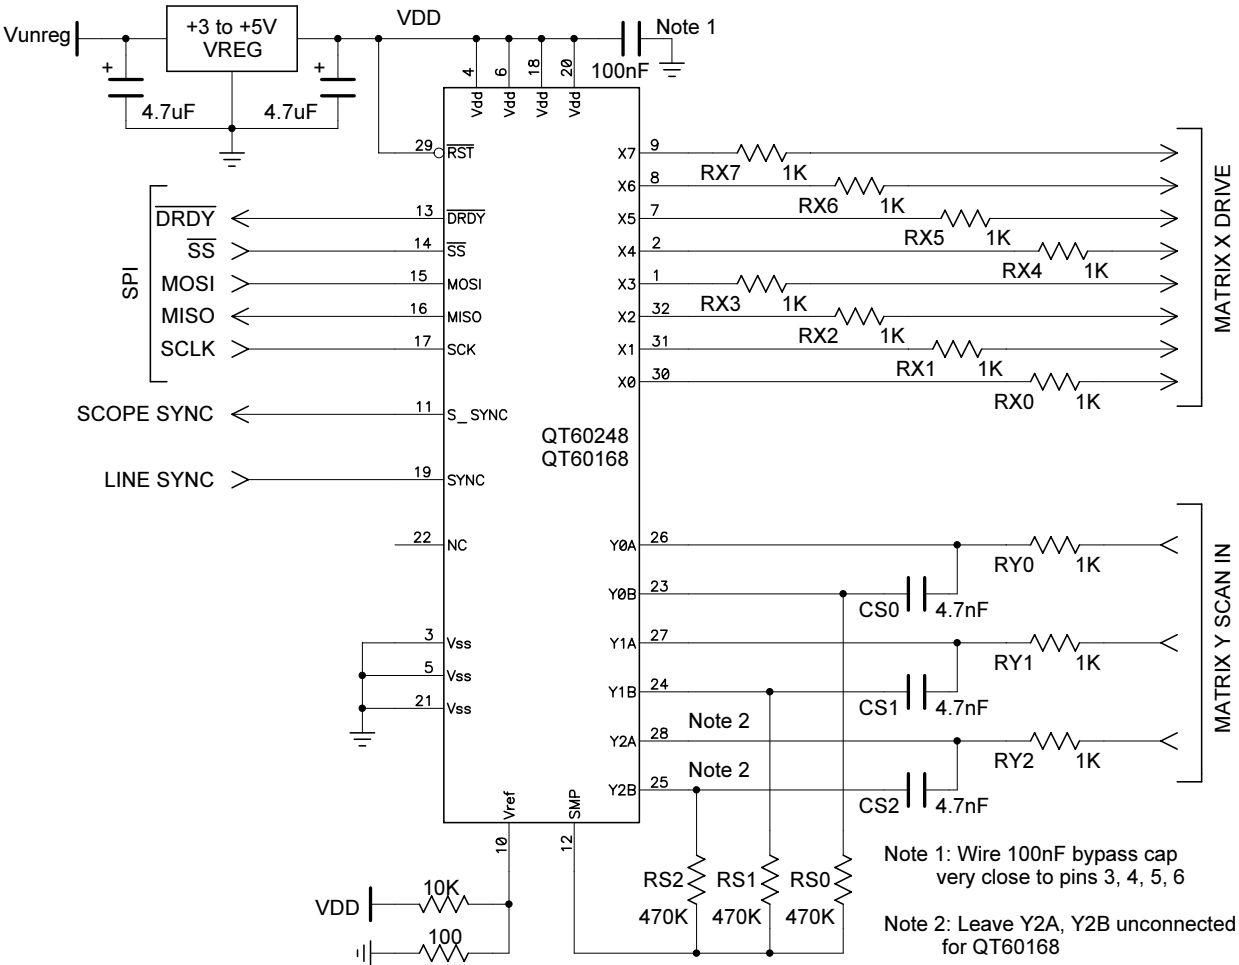 Vunreg
+3 to +5V
VREG
VDD
Note 1
+
4.7uF
+
4.7uF
100nF
4
6
18
20
Vdd
Vdd
Vdd
Vdd
29
RST
SPI
DRDY
13
DRDY
SS
14
SS
MOSI
15
MOSI
MISO
16
MISO
SCLK
17
SCK
SCOPE SYNC
11
S_SYNC
LINE SYNC
19
SYNC
22
NC
3
Vss
5
Vss
21
Vss
QT60248
QT60168
X7
9
RX7
1K
X6
8
RX6
1K
X5
7
RX5
1K
X4
2
RX4
1K
X3
1
RX3
1K
X2
32
RX2
1K
X1
31
RX1
1K
X0
30
RX0
1K
MATRIX X DRIVE
Y0A
26
RY0
1K
Y0B
23
CS0
4.7nF
Y1A
27
RY1
1K
Y1B
24
CS1
4.7nF
Note 2
Y2A
28
RY2
1K
Note 2
Y2B
25
CS2
4.7nF
MATRIX Y SCAN IN
Vref
10
SMP
12
VDD
10K
100
RS2
470K
RS1
470K
RS0
470K
Note 1: Wire 100nF bypass cap
very close to pins 3, 4, 5, 6
Note 2: Leave Y2A, Y2B unconnected
for QT60168